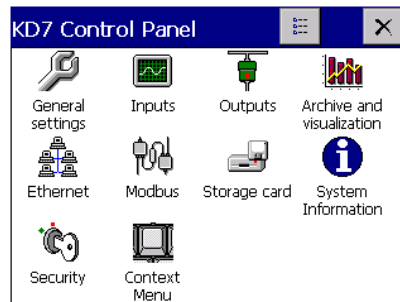 KD7 Control Panel
General
settings
Inputs
Outputs
Archive and
visualization
Ethernet
Modbus
Storage card
System
Information
Security
Context
Menu